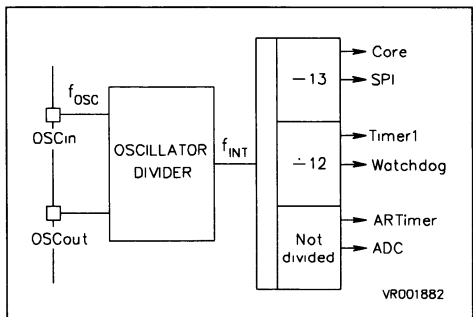 Core
-13
SPI
fOSC
OSCin
OSCILLATOR
DIVIDER
fINT
Timer1
÷12
Watchdog
OSCout
ARTimer
Not
divided
ADC
VR001882